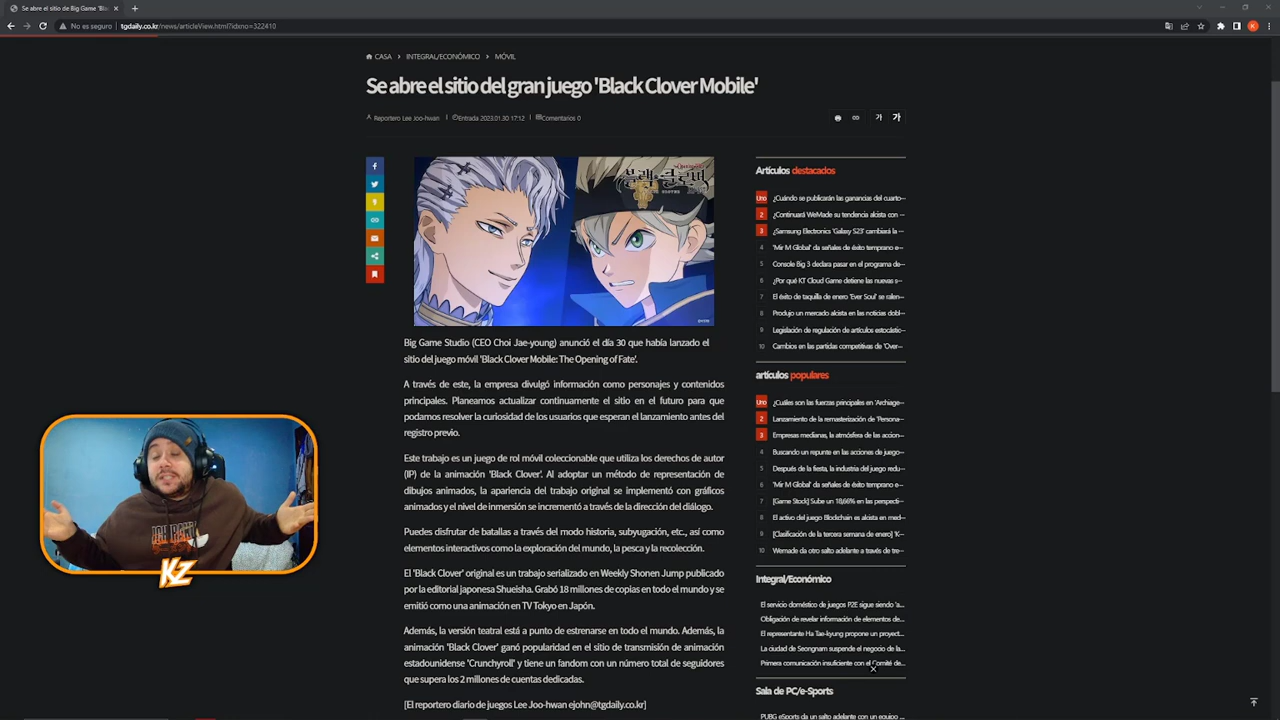 Se abre el sitio de Big Game 'Bla
No es seguro
tgdaily.co.kr/news/articleView.html?idxno=322410
CASA > INTEGRAL/ECONÓMICO > MÓVIL
Se abre el sitio del gran juego 'Black Clover Mobile'
Reportero Lee Joo-hwan | Entrada 2023.01.30 17:12 | Comentarios 0
가 가
블랙클로버
Big Game Studio (CEO Choi Jae-young) anunció el día 30 que había lanzado el
sitio del juego móvil 'Black Clover Mobile: The Opening of Fate'.
A través de este, la empresa divulgó información como personajes y contenidos
principales. Planeamos actualizar continuamente el sitio en el futuro para que
podamos resolver la curiosidad de los usuarios que esperan el lanzamiento antes del
registro previo.
Este trabajo es un juego de rol móvil coleccionable que utiliza los derechos de autor
(IP) de la animación 'Black Clover'. Al adoptar un método de representación de
dibujos animados, la apariencia del trabajo original se implementó con gráficos
animados y el nivel de inmersión se incrementó a través de la dirección del diálogo.
Puedes disfrutar de batallas a través del modo historia, subyugación, etc., así como
elementos interactivos como la exploración del mundo, la pesca y la recolección.
El 'Black Clover' original es un trabajo serializado en Weekly Shonen Jump publicado
por la editorial japonesa Shueisha. Grabó 18 millones de copias en todo el mundo y se
emitió como una animación en TV Tokyo en Japón.
Además, la versión teatral está a punto de estrenarse en todo el mundo. Además, la
animación 'Black Clover' ganó popularidad en el sitio de transmisión de animación
estadounidense 'Crunchyroll' y tiene un fandom con un número total de seguidores
que supera los 2 millones de cuentas dedicadas.
[El reportero diario de juegos Lee Joo-hwan ejohn@tgdaily.co.kr]
Artículos destacados
Uno ¿Cuándo se publicarán las ganancias del cuarto···
2 ¿Continuará WeMade su tendencia alcista con ···
3 ¿Samsung Electronics 'Galaxy S23' cambiará la ···
4 'Mir M Global' da señales de éxito temprano e···
5 Console Big 3 declara pasar en el programa de···
6 ¿Por qué KT Cloud Game detiene las nuevas s···
7 El éxito de taquilla de enero 'Ever Soul' se ralen···
8 Produjo un mercado alcista en las noticias dobl···
9 Legislación de regulación de artículos estocástic···
10 Cambios en las partidas competitivas de 'Over···
artículos populares
Uno ¿Cuáles son las fuerzas principales en 'Archiage···
2 Lanzamiento de la remasterización de 'Persona···
3 Empresas medianas, la atmósfera de las accion···
4 Buscando un repunte en las acciones de juego···
5 Después de la fiesta, la industria del juego redu···
6 'Mir M Global' da señales de éxito temprano e···
7 [Game Stock] Sube un 18,66% en las perspecti···
8 El activo del juego Blockchain es alcista en med···
9 [Clasificación de la tercera semana de enero] 'K···
10 Wemade da otro salto adelante a través de tre···
Integral/Económico
El servicio doméstico de juegos P2E sigue siendo 'a...
Obligación de revelar información de elementos de...
El representante Ha Tae-kyung propone un proyect...
La ciudad de Seongnam suspende el negocio de la...
Primera comunicación insuficiente con el Comité de...
Sala de PC/e-Sports
PUBG eSports da un salto adelante con un equipo
KZ